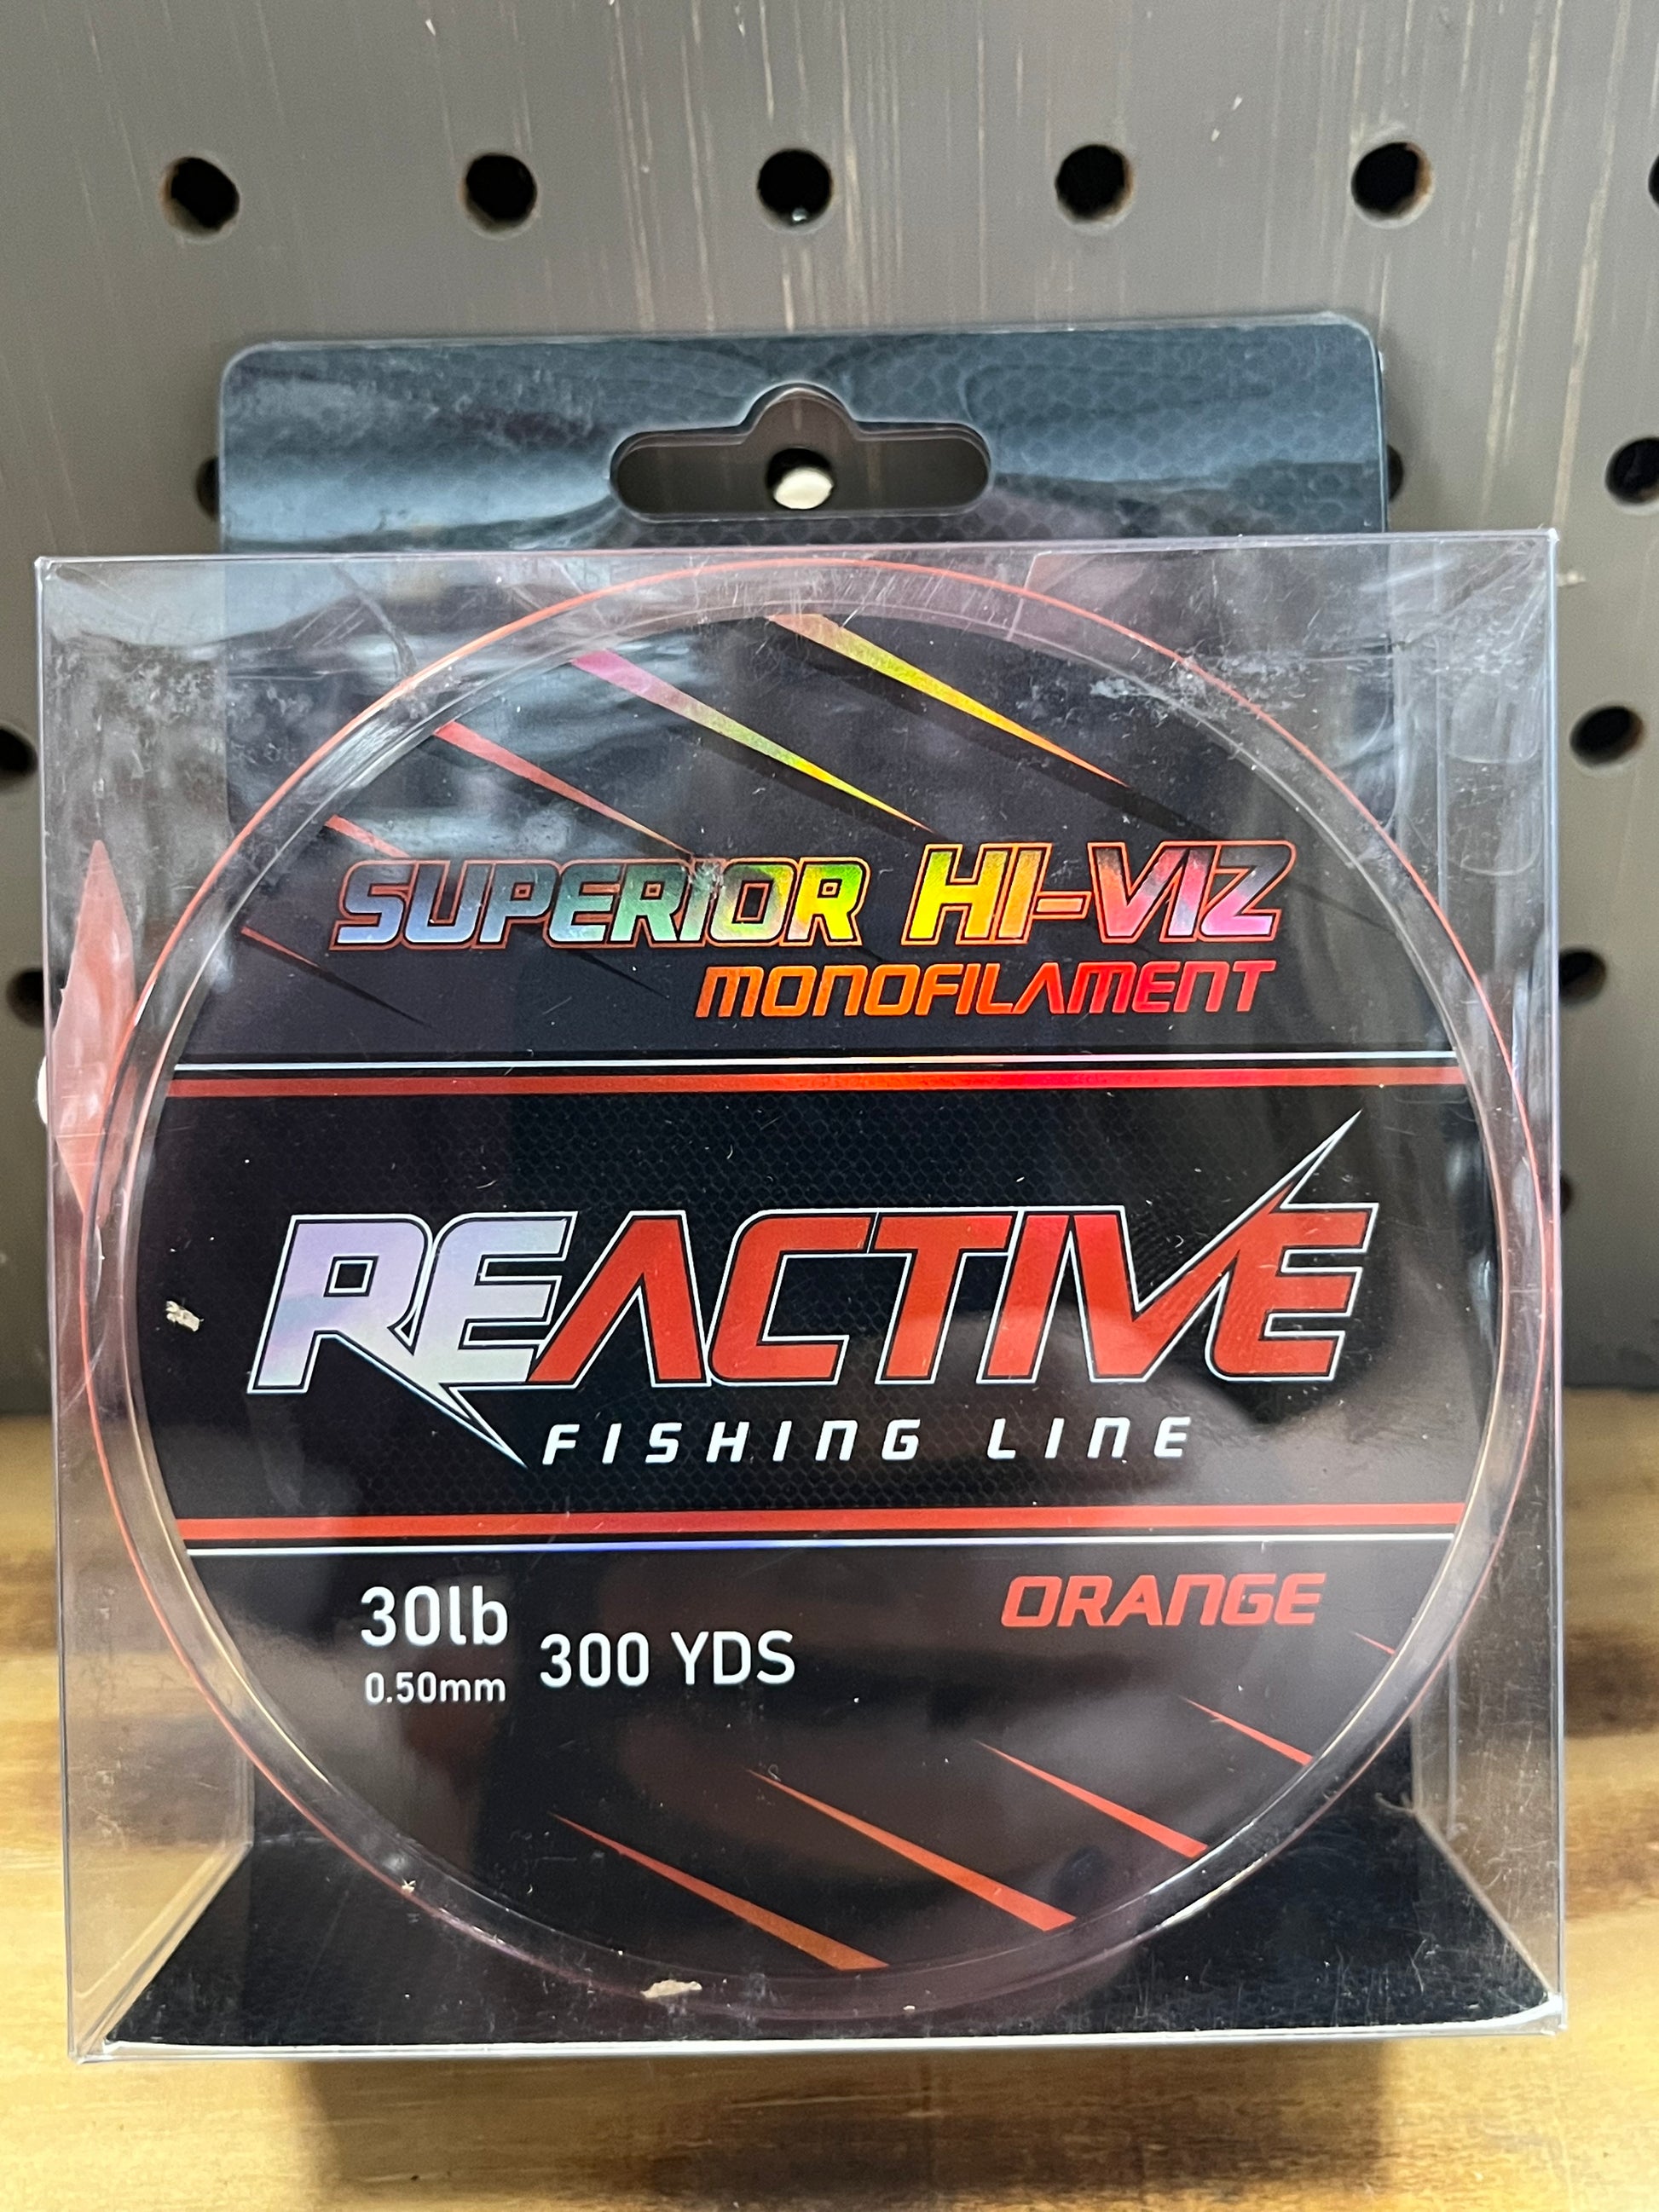 SUPERIOR HI-VIZ
MONOFILAMENT
REACTIVE
FISHING LINE
30lb
0.50mm
300 YDS
ORANGE